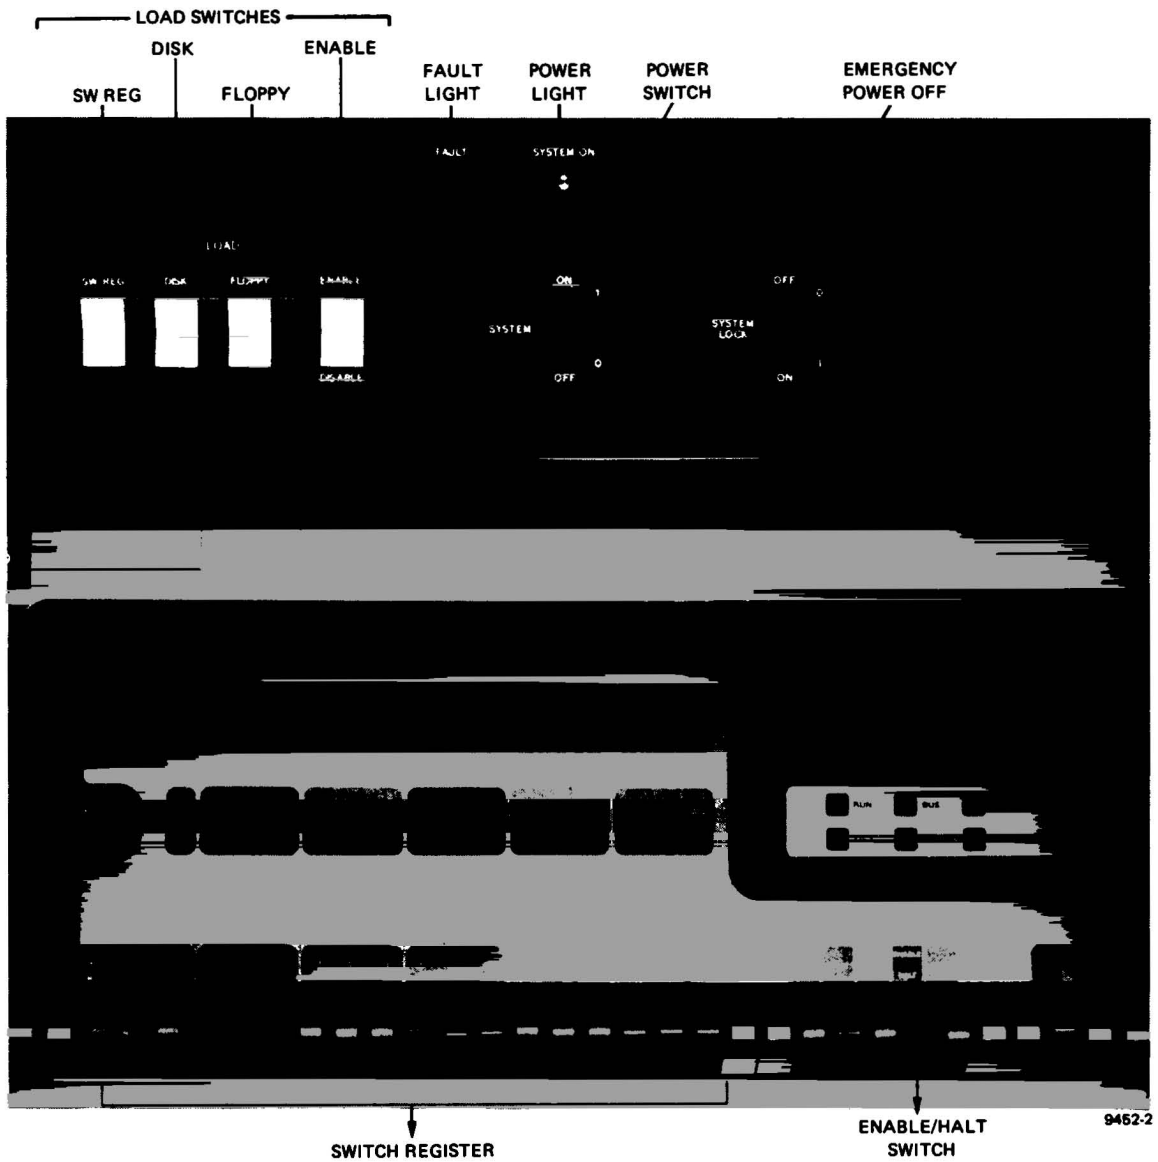 LOAD SWITCHES
DISK
ENABLE
SW REG
FLOPPY
FAULT
LIGHT
POWER
LIGHT
POWER
SWITCH
EMERGENCY
POWER OFF
FAULT
SYSTEM ON
LOAD
SW REG
DISK
FLOPPY
ENABLE
DISABLE
ON
1
SYSTEM
0
OFF
OFF
0
SYSTEM
LOCK
1
ON
RUN
BUS
SWITCH REGISTER
ENABLE/HALT
SWITCH
9452-2